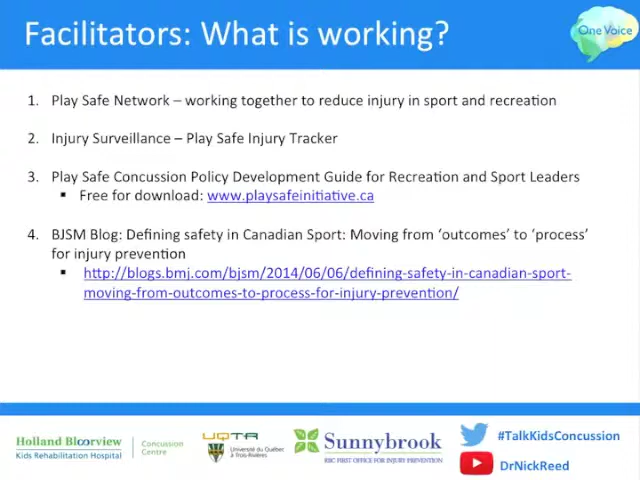 Facilitators: What is working?
One Voice
1. Play Safe Network – working together to reduce injury in sport and recreation
2. Injury Surveillance – Play Safe Injury Tracker
3. Play Safe Concussion Policy Development Guide for Recreation and Sport Leaders
▪ Free for download: www.playsafeinitiative.ca
4. BJSM Blog: Defining safety in Canadian Sport: Moving from ‘outcomes’ to ‘process’
for injury prevention
▪ http://blogs.bmj.com/bjsm/2014/06/06/defining-safety-in-canadian-sport-
moving-from-outcomes-to-process-for-injury-prevention/
Holland Bloorview
Kids Rehabilitation Hospital
Concussion
Centre
UQTR
Université du Québec
à Trois-Rivières
Sunnybrook
RBC FIRST OFFICE FOR INJURY PREVENTION
#TalkKidsConcussion
DrNickReed